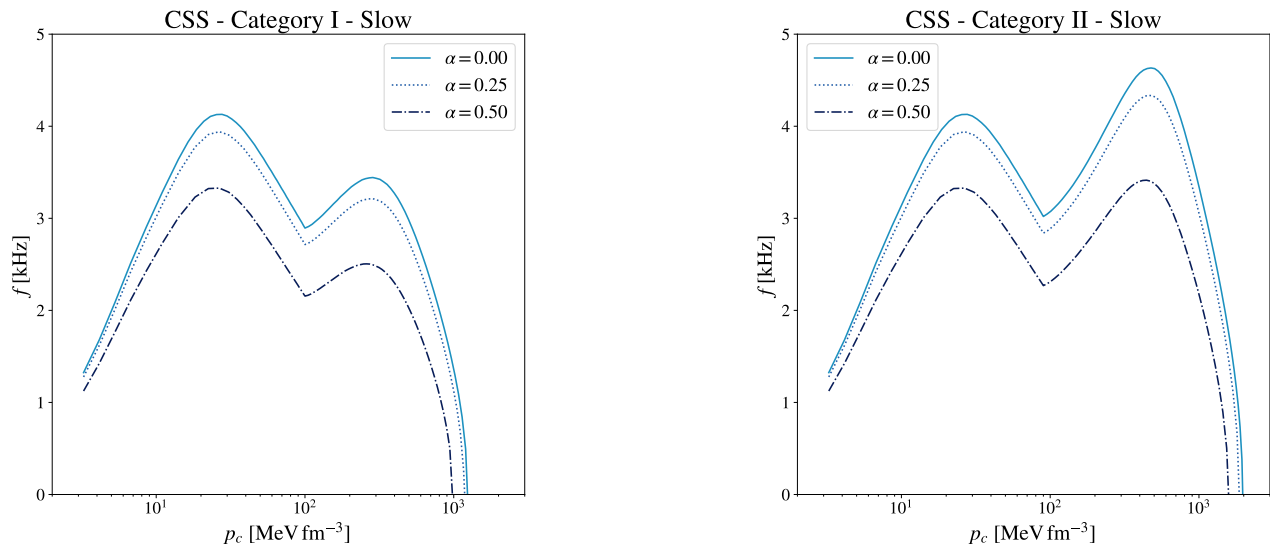 CSS - Category I - Slow
5
4
3
2
1
0
f [kHz]
α = 0.00
α = 0.25
α = 0.50
10¹
10²
10³
p_c [MeV fm⁻³]
CSS - Category II - Slow
5
4
3
2
1
0
f [kHz]
α = 0.00
α = 0.25
α = 0.50
10¹
10²
10³
p_c [MeV fm⁻³]